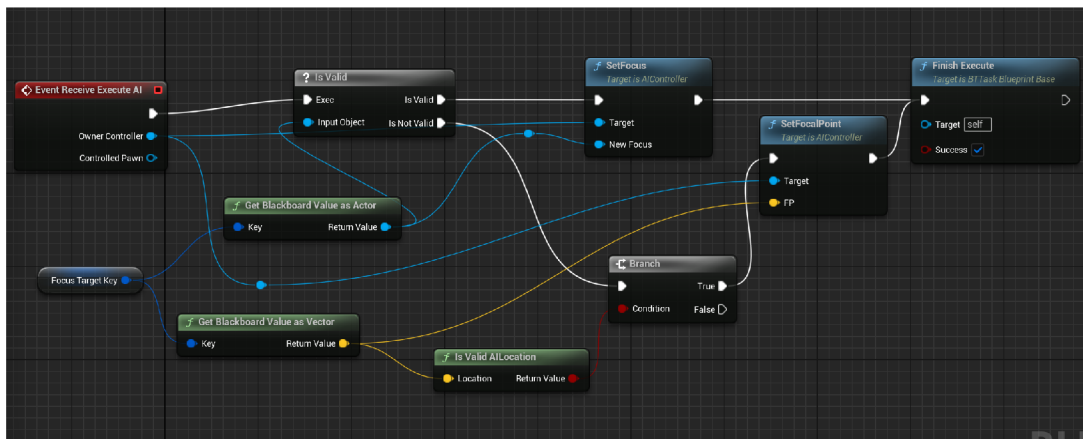 Event Receive Execute AI
Owner Controller
Controlled Pawn
? Is Valid
Exec
Is Valid
Input Object
Is Not Valid
f SetFocus
Target is AIController
Target
New Focus
f Finish Execute
Target is BTTask Blueprint Base
Target self
Success
f SetFocalPoint
Target is AIController
Target
FP
f Get Blackboard Value as Actor
Key
Return Value
Focus Target Key
Branch
True
Condition
False
f Get Blackboard Value as Vector
Key
Return Value
f Is Valid AILocation
Location
Return Value